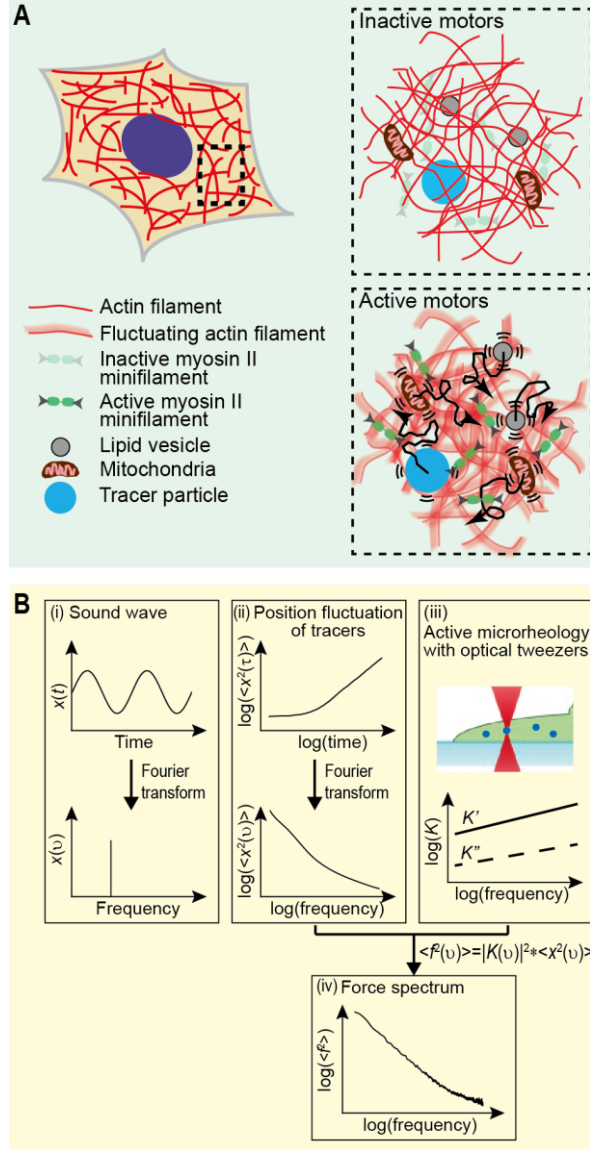 A
Inactive motors
Active motors
Actin filament
Fluctuating actin filament
Inactive myosin II
minifilament
Active myosin II
minifilament
Lipid vesicle
Mitochondria
Tracer particle
B
(i) Sound wave
x(t)
Time
Fourier
transform
x(υ)
Frequency
(ii) Position fluctuation
of tracers
log(<x²(τ)>)
log(time)
Fourier
transform
log(<x²(υ)>)
log(frequency)
(iii)
Active microrheology
with optical tweezers
log(K)
K'
K"
log(frequency)
<f²(υ)>=|K(υ)|²*<x²(υ)>
(iv) Force spectrum
log(<f²>)
log(frequency)